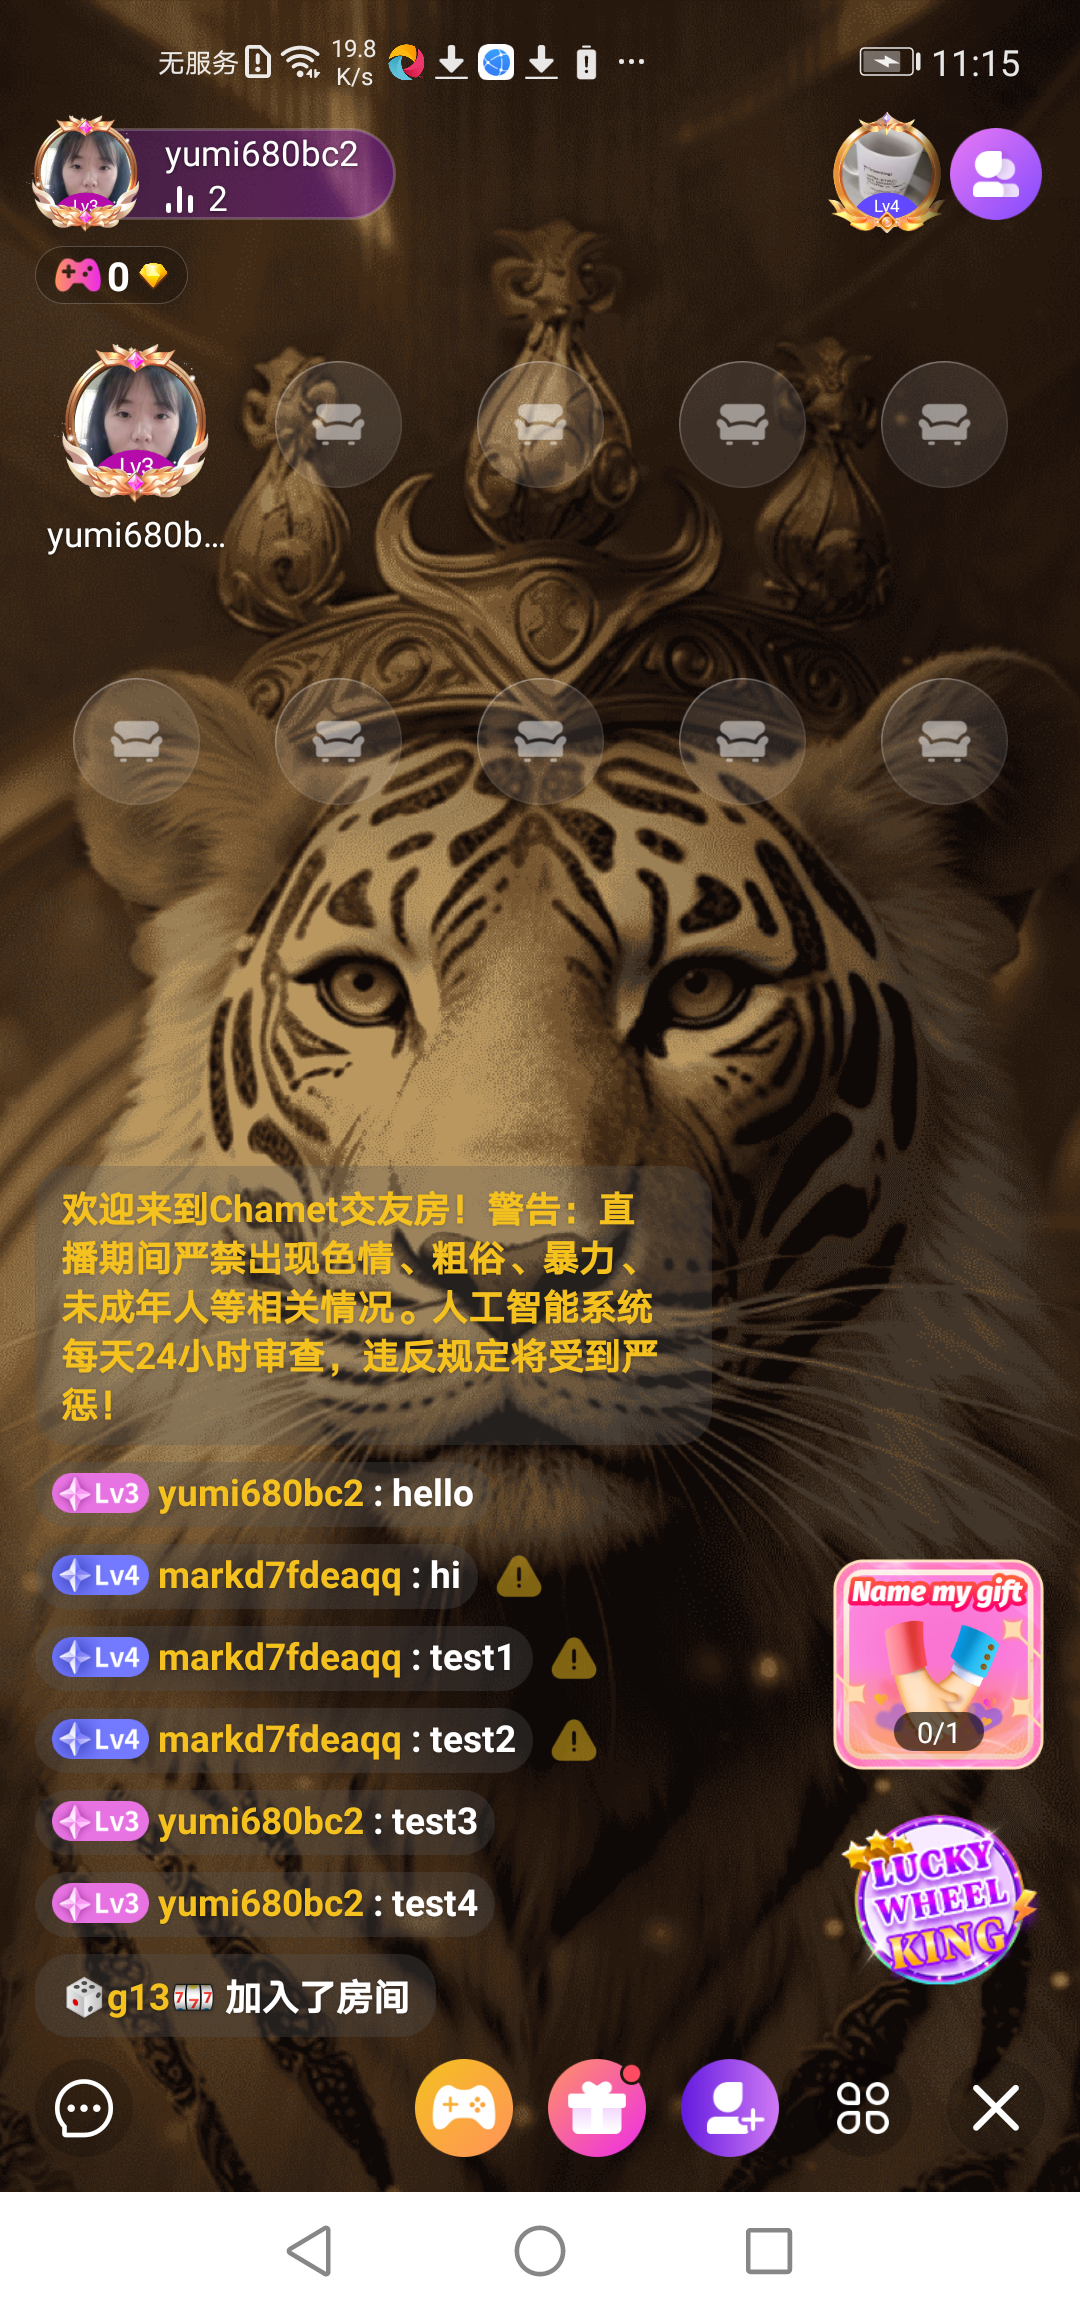 无服务 19.8 K/s 11:15
yumi680bc2
2
Lv3
Lv4
0
Lv3
yumi680b...
欢迎来到Chamet交友房！警告：直
播期间严禁出现色情、粗俗、暴力、
未成年人等相关情况。人工智能系统
每天24小时审查，违反规定将受到严
惩！
Lv3 yumi680bc2 : hello
Lv4 markd7fdeaqq : hi
Lv4 markd7fdeaqq : test1
Lv4 markd7fdeaqq : test2
Lv3 yumi680bc2 : test3
Lv3 yumi680bc2 : test4
🎲g13🎰 加入了房间
Name my gift
0/1
LUCKY
WHEEL
KING